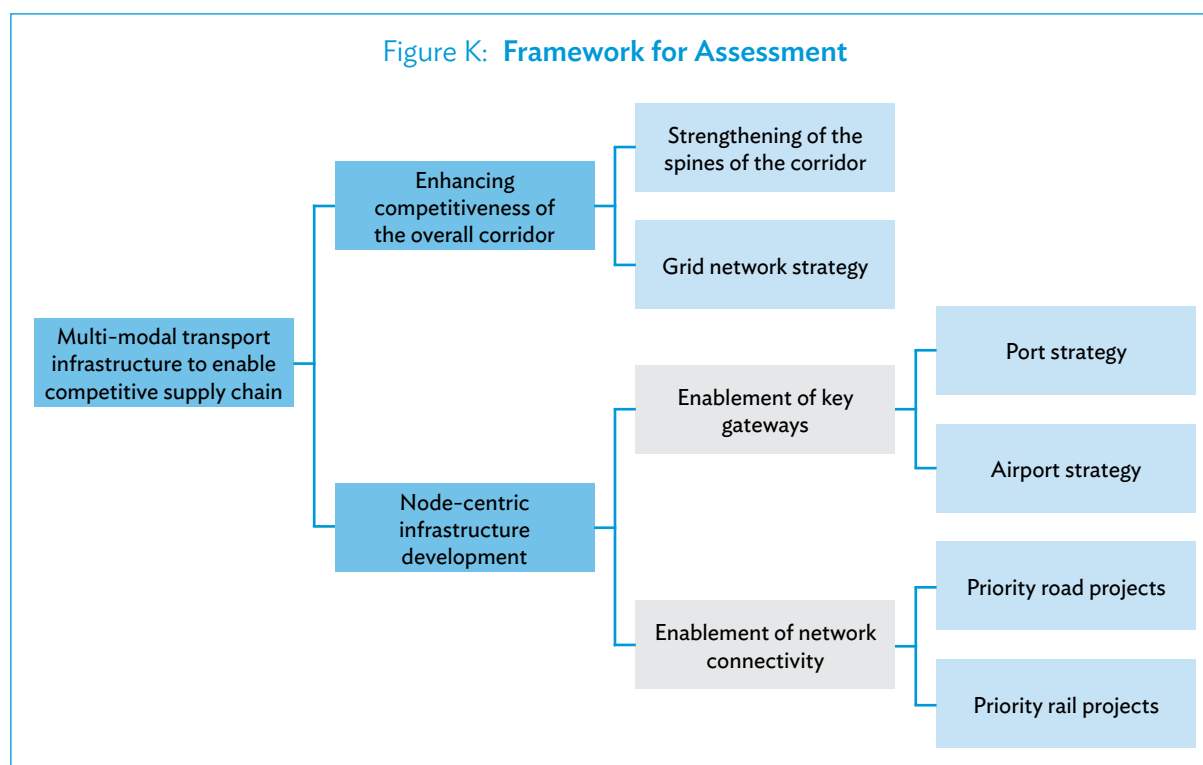 Figure K: Framework for Assessment
Strengthening of the
spines of the corridor
Enhancing
competitiveness of
the overall corridor
Grid network strategy
Multi-modal transport
infrastructure to enable
competitive supply chain
Port strategy
Enablement of key
gateways
Airport strategy
Node-centric
infrastructure
development
Priority road projects
Enablement of network
connectivity
Priority rail projects